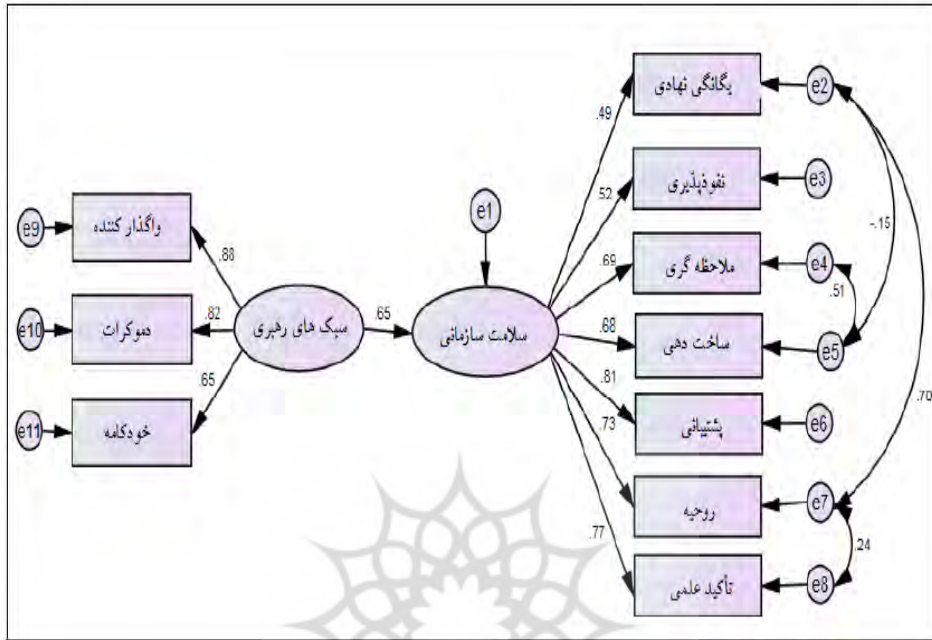 یگانگی نهادی
e2
.49
نفوذپذیری
e3
.52
-.15
e1
واگذار کننده
e9
ملاحظه گری
e4
.69
.88
.51
دموکرات
e10
.82
سبک های رهبری
.65
سلامت سازمانی
.68
ساخت دهی
e5
.81
.65
پشتیبانی
e6
.70
خودکامه
e11
.73
روحیه
e7
.77
.24
تأکید علمی
e8